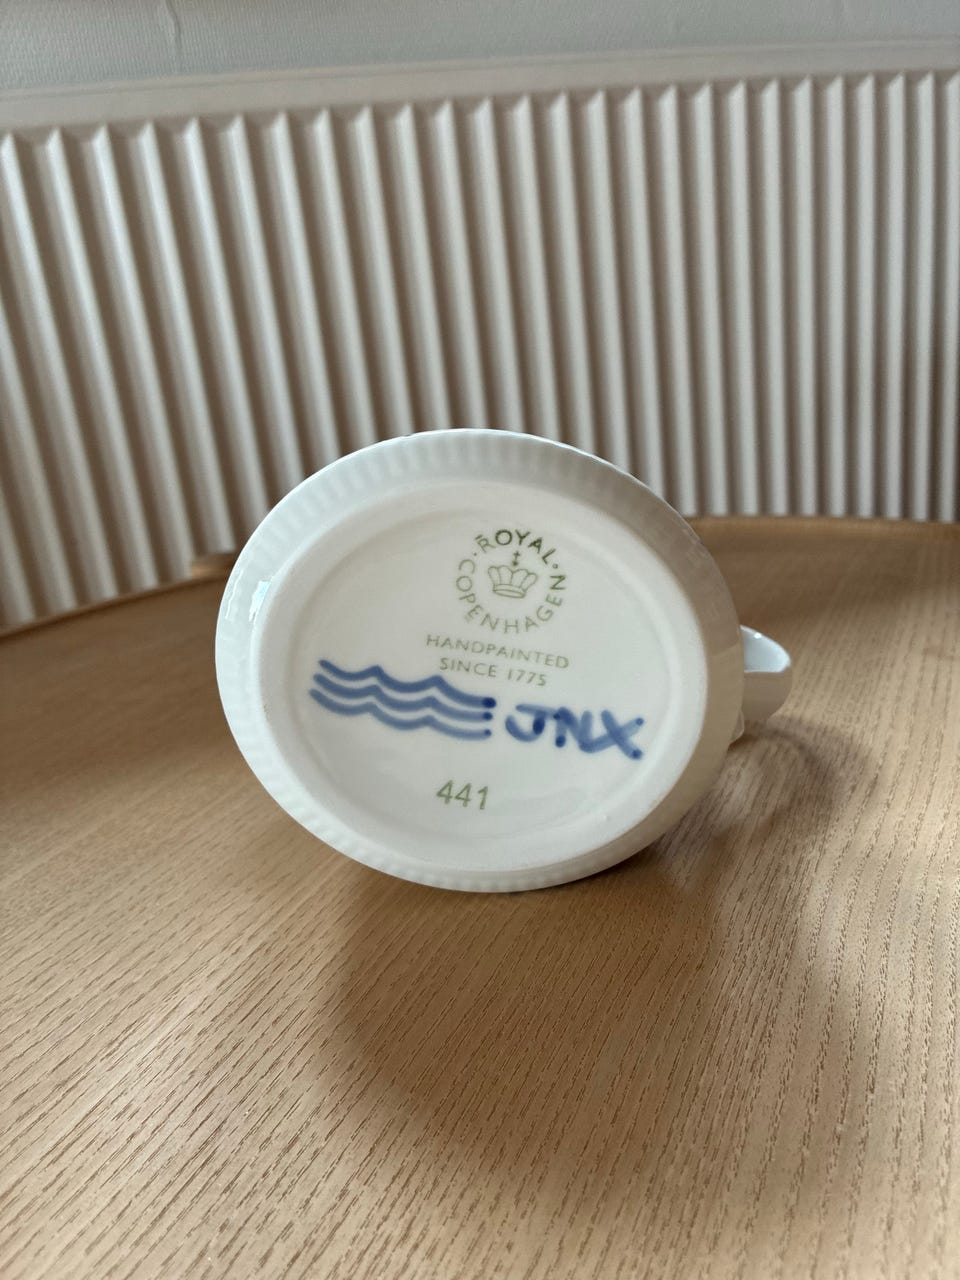 ROYAL
COPENHAGEN
HANDPAINTED
SINCE 1775
JNX
441